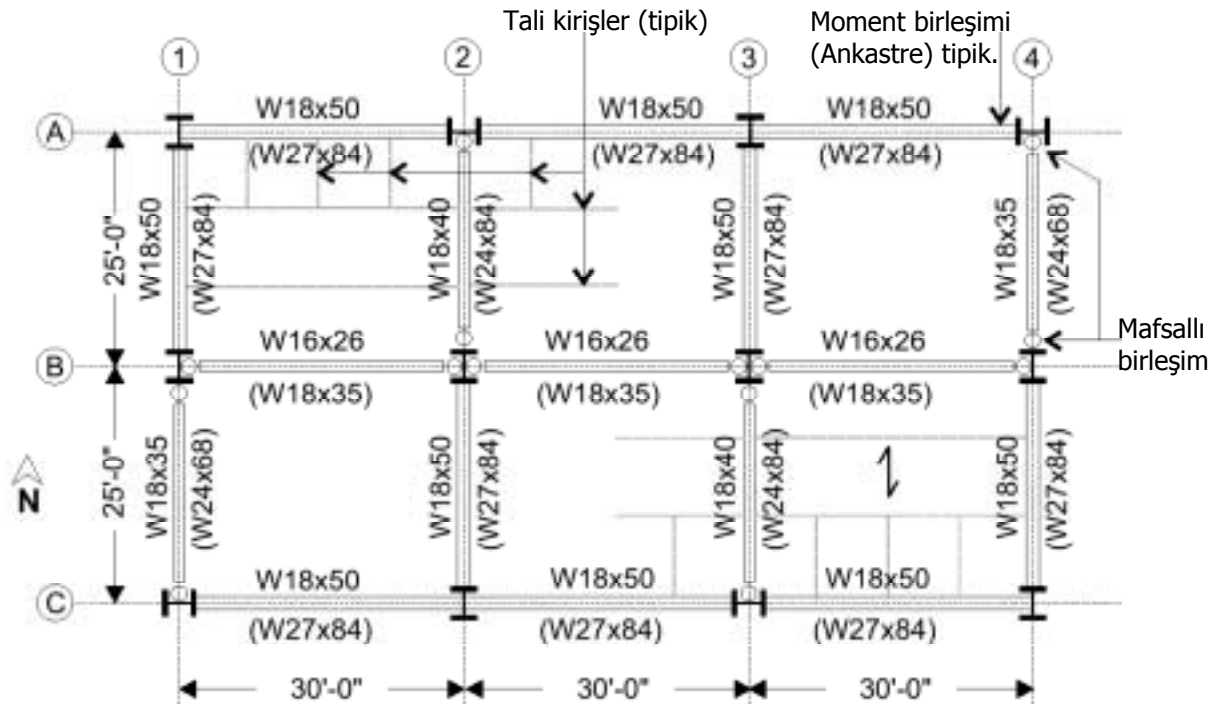 Tali kirişler (tipik)
Moment birleşimi
(Ankastre) tipik.
1
2
3
4
A
W18x50
W18x50
W18x50
(W27x84)
(W27x84)
(W27x84)
25'-0"
W18x50
(W27x84)
W18x40
(W24x84)
W18x50
(W27x84)
W18x35
(W24x68)
Mafsallı
birleşim
B
W16x26
W16x26
W16x26
(W18x35)
(W18x35)
(W18x35)
N
25'-0"
W18x35
(W24x68)
W18x50
(W27x84)
W18x40
(W24x84)
W18x50
(W27x84)
C
W18x50
W18x50
W18x50
(W27x84)
(W27x84)
(W27x84)
30'-0"
30'-0"
30'-0"